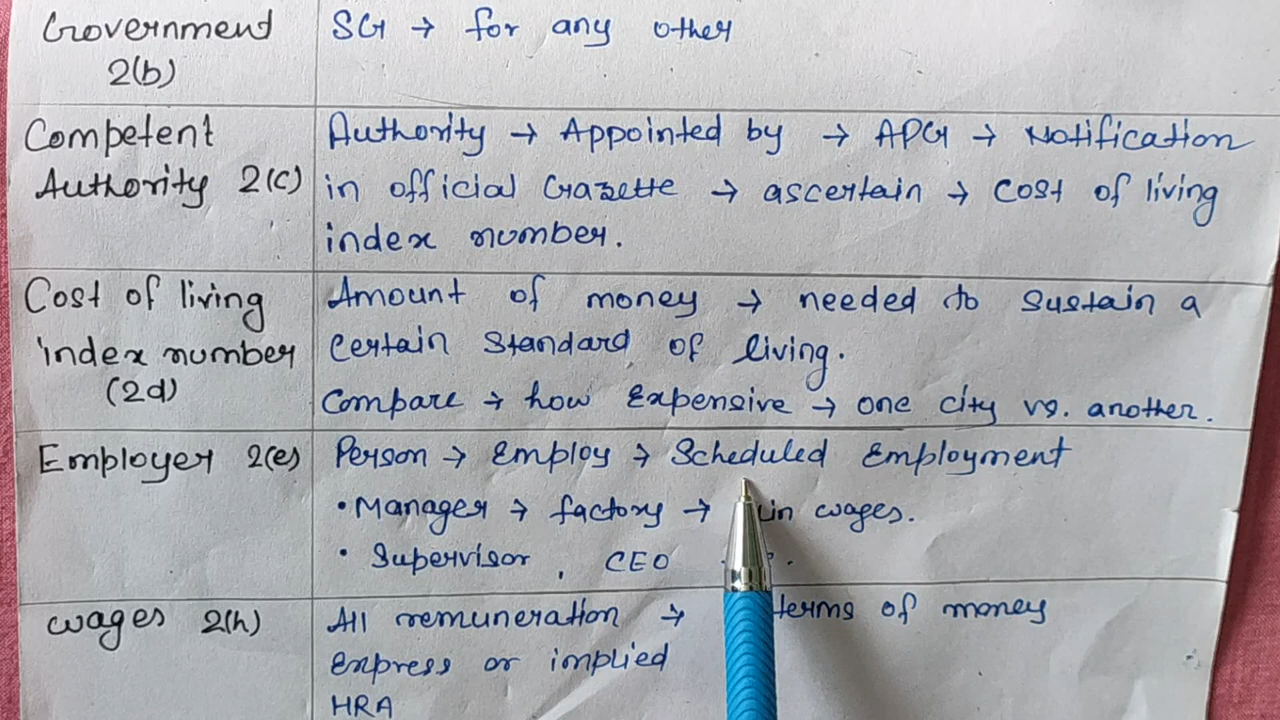 Government SG → for any other
2(b)
Competent Authority → Appointed by → APG → Notification
Authority 2(c) in official Gazette → ascertain → cost of living
index number.
Cost of living Amount of money → needed to sustain a
index number certain standard of living.
(2d) Compare → how Expensive → one city vs. another.
Employer 2(e) Person → Employ → Scheduled Employment
• Manager → factory → in wages.
• Supervisor, CEO
wages 2(h) All remuneration → terms of money
Express or implied
HRA